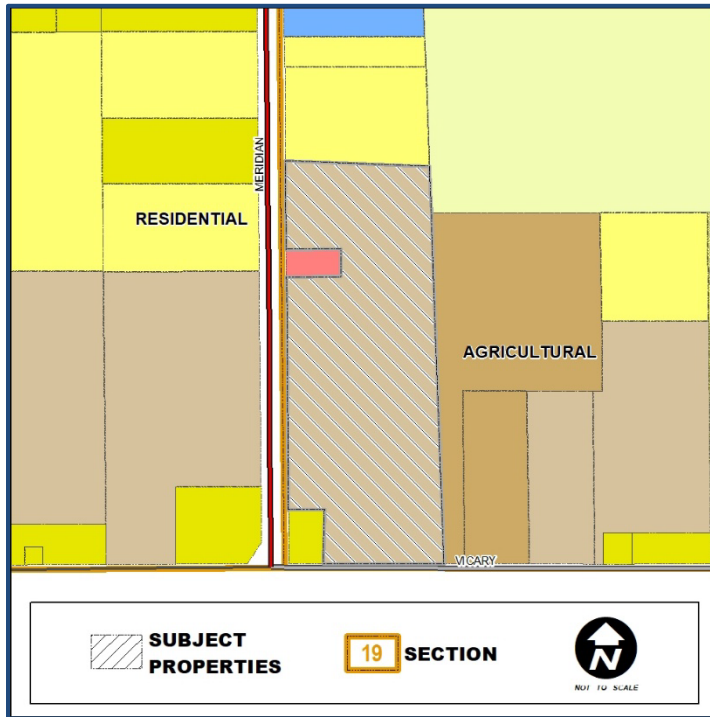 MERIDIAN
RESIDENTIAL
AGRICULTURAL
VICARY
SUBJECT
PROPERTIES
19 SECTION
N
NOT TO SCALE